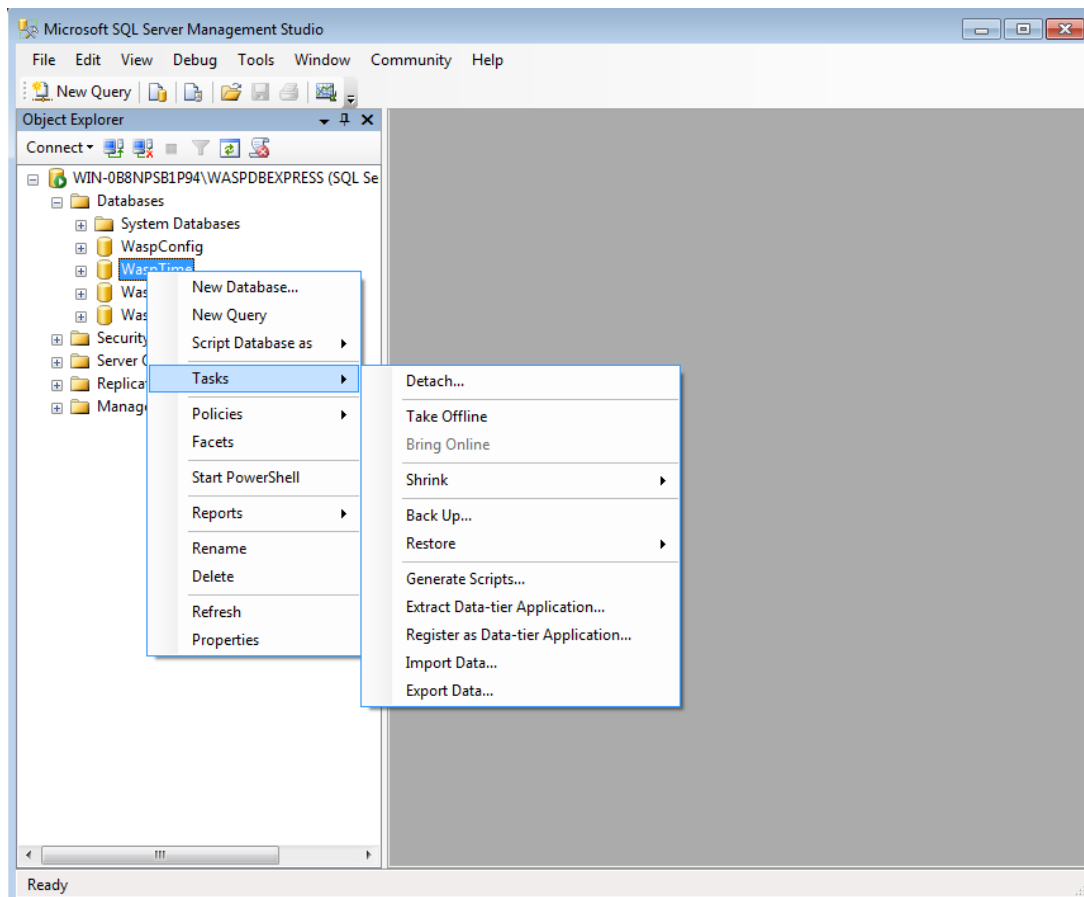 Microsoft SQL Server Management Studio
File Edit View Debug Tools Window Community Help
New Query
Object Explorer
Connect
WIN-0B8NPSB1P94\WASPDBEXPRESS (SQL Se
Databases
System Databases
WaspConfig
WaspTime
Was
Was
Security
Server
Replica
Manag
New Database...
New Query
Script Database as
Tasks
Policies
Facets
Start PowerShell
Reports
Rename
Delete
Refresh
Properties
Detach...
Take Offline
Bring Online
Shrink
Back Up...
Restore
Generate Scripts...
Extract Data-tier Application...
Register as Data-tier Application...
Import Data...
Export Data...
Ready